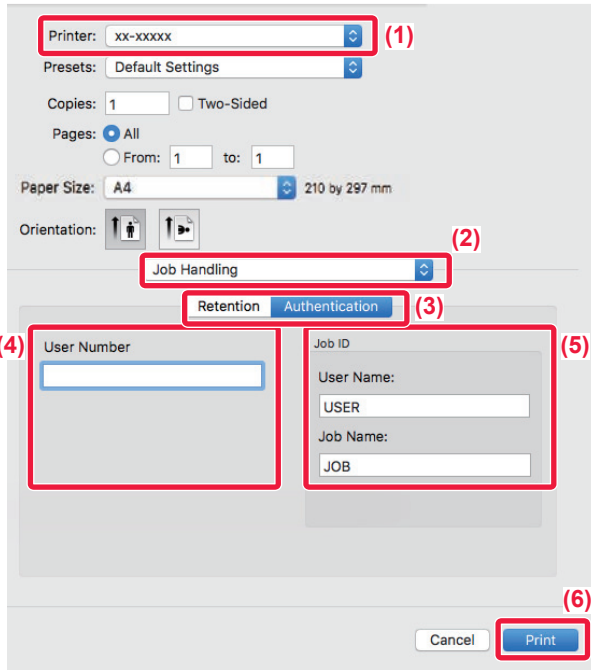 Printer: xx-xxxxx (1)
Presets: Default Settings
Copies: 1 Two-Sided
Pages: All
From: 1 to: 1
Paper Size: A4 210 by 297 mm
Orientation:
(2)
Job Handling
Retention Authentication (3)
(4) User Number
Job ID (5)
User Name:
USER
Job Name:
JOB
(6)
Cancel Print